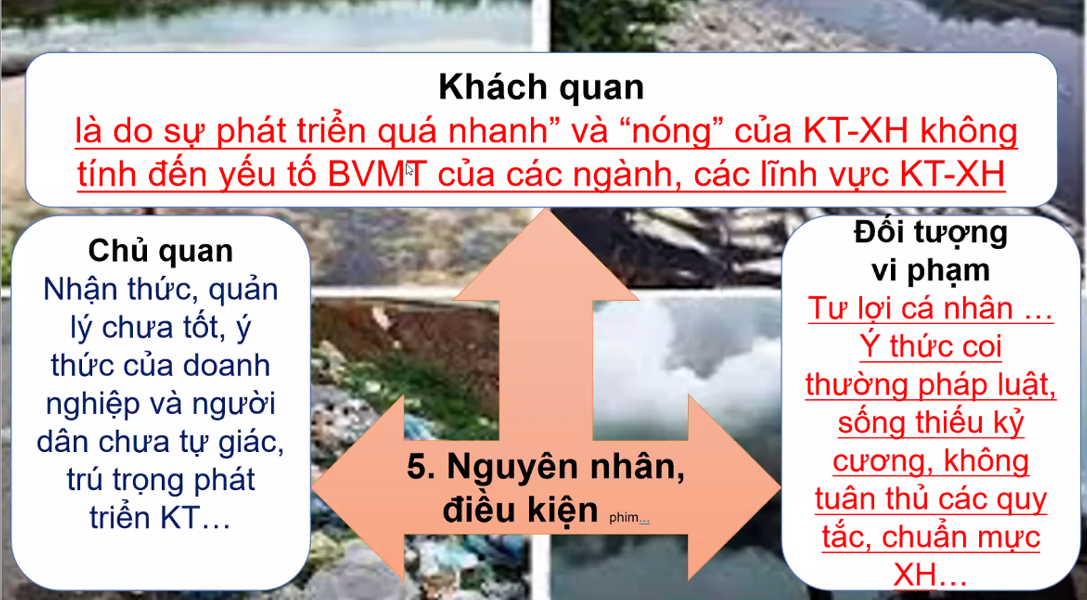 Khách quan
là do sự phát triển quá nhanh” và “nóng” của KT-XH không
tính đến yếu tố BVMT của các ngành, các lĩnh vực KT-XH
Chủ quan
Nhận thức, quản
lý chưa tốt, ý
thức của doanh
nghiệp và người
dân chưa tự giác,
trú trọng phát
triển KT…
5. Nguyên nhân,
điều kiện phim...
Đối tượng
vi phạm
Tư lợi cá nhân …
Ý thức coi
thường pháp luật,
sống thiếu kỷ
cương, không
tuân thủ các quy
tắc, chuẩn mực
XH…